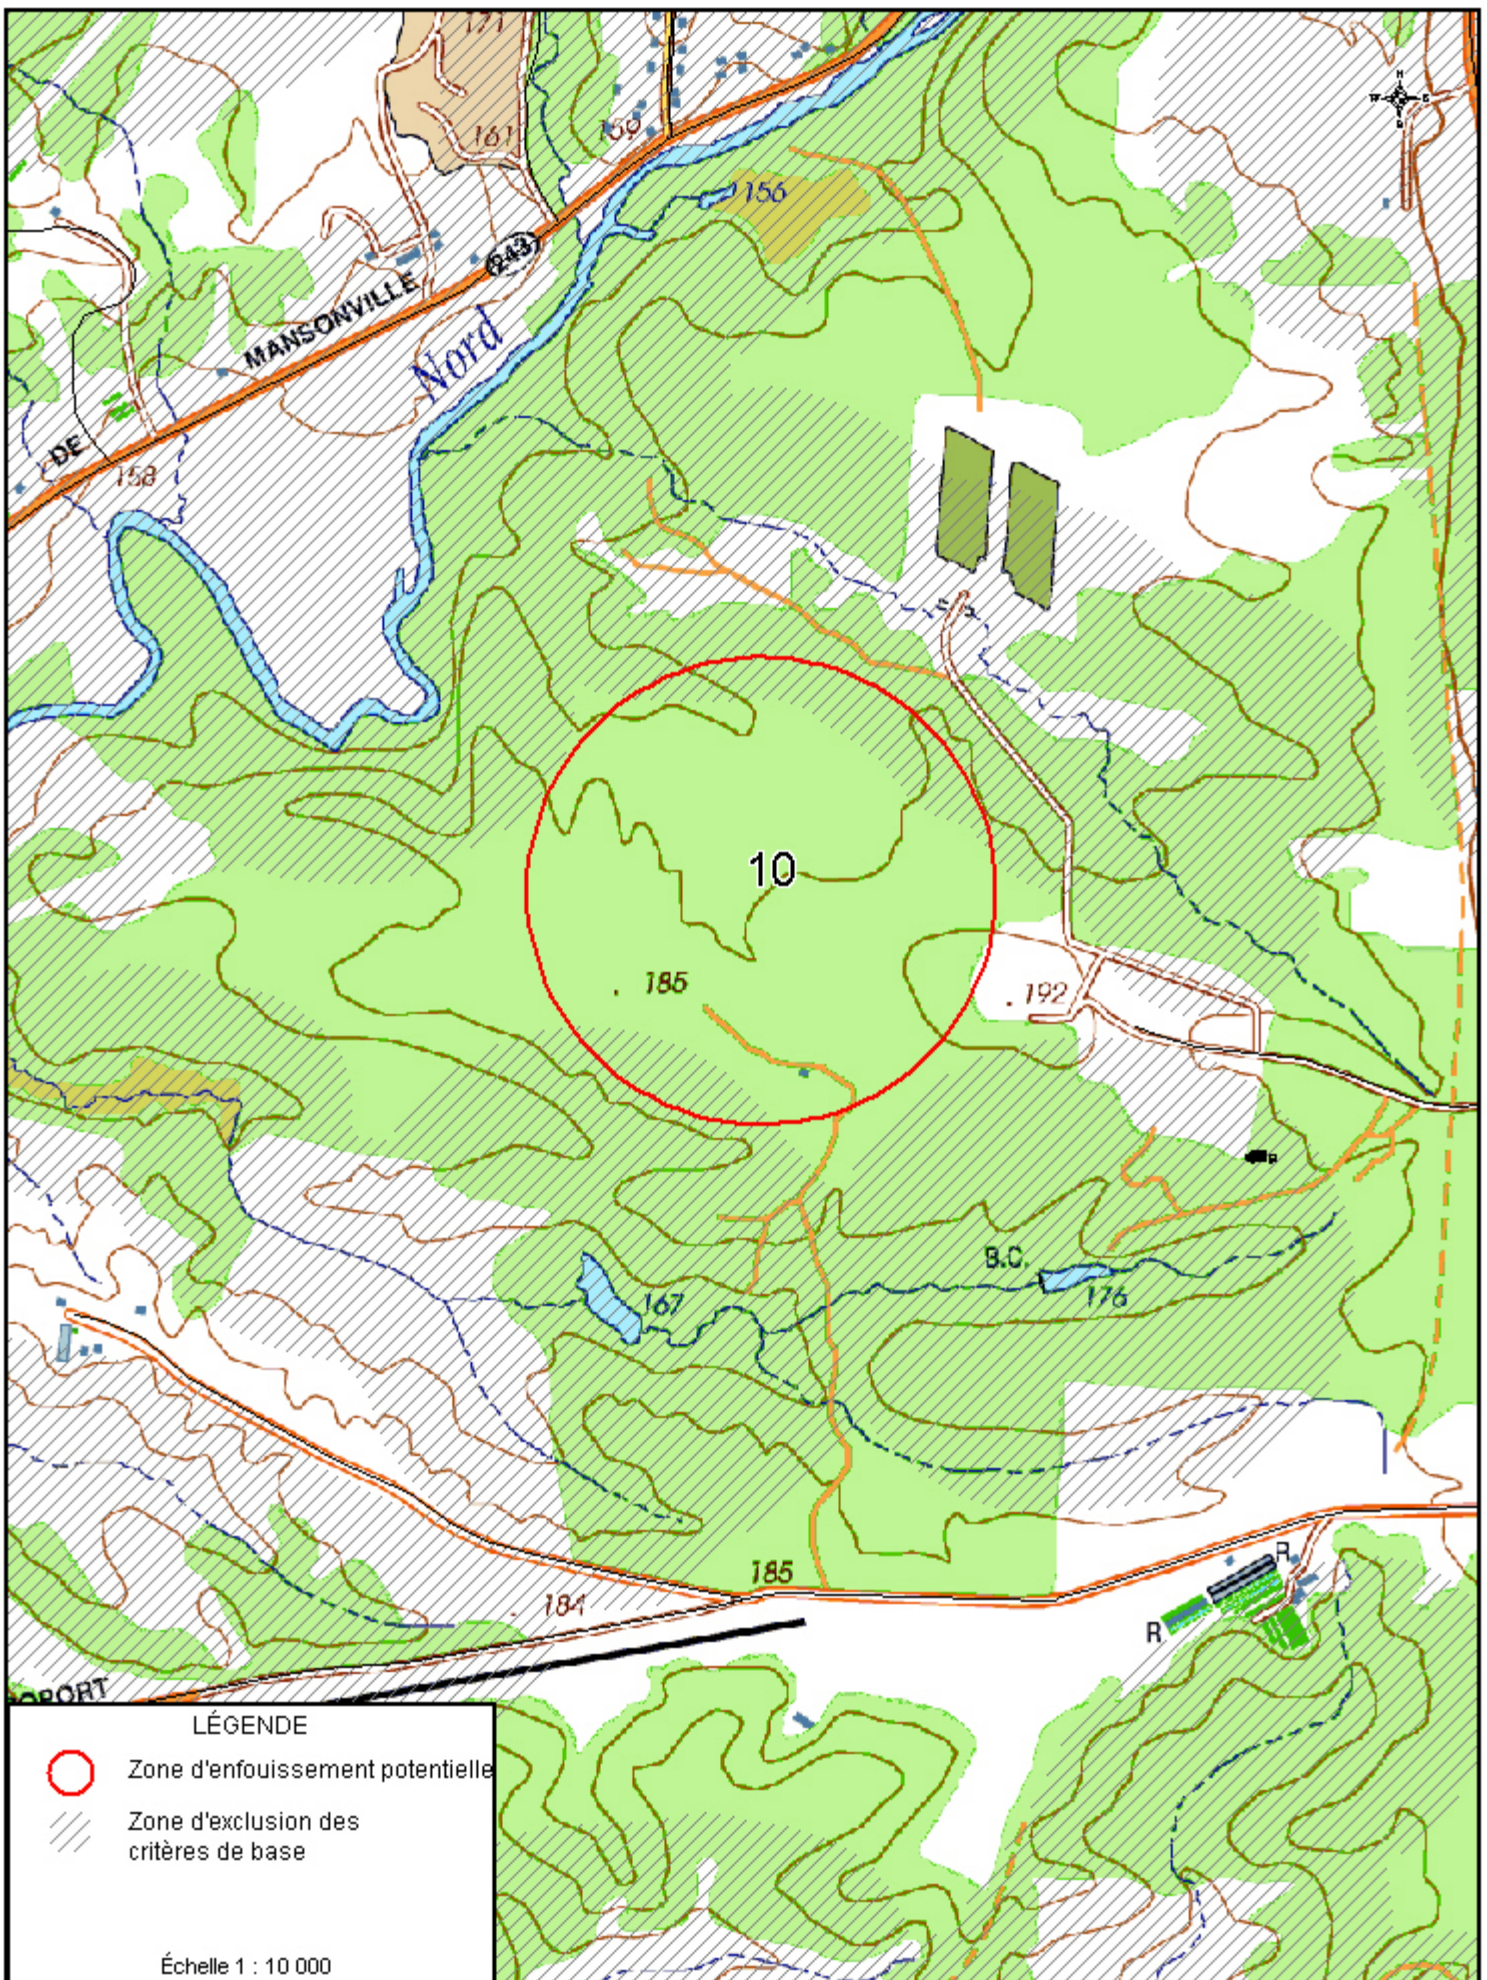 171
161
159
156
243
MANSONVILLE
Nord
DE
158
10
185
192
B.C.
167
176
185
184
R
R
OPORT
LÉGENDE
Zone d'enfouissement potentielle
Zone d'exclusion des
critères de base
Échelle 1 : 10 000